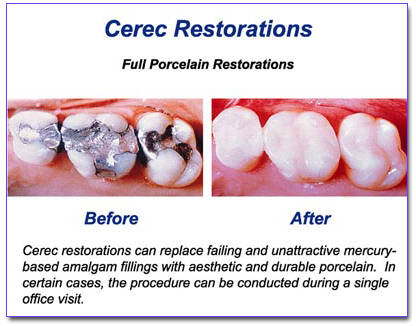 Cerec Restorations
Full Porcelain Restorations
Before
After
Cerec restorations can replace failing and unattractive mercury-
based amalgam fillings with aesthetic and durable porcelain. In
certain cases, the procedure can be conducted during a single
office visit.